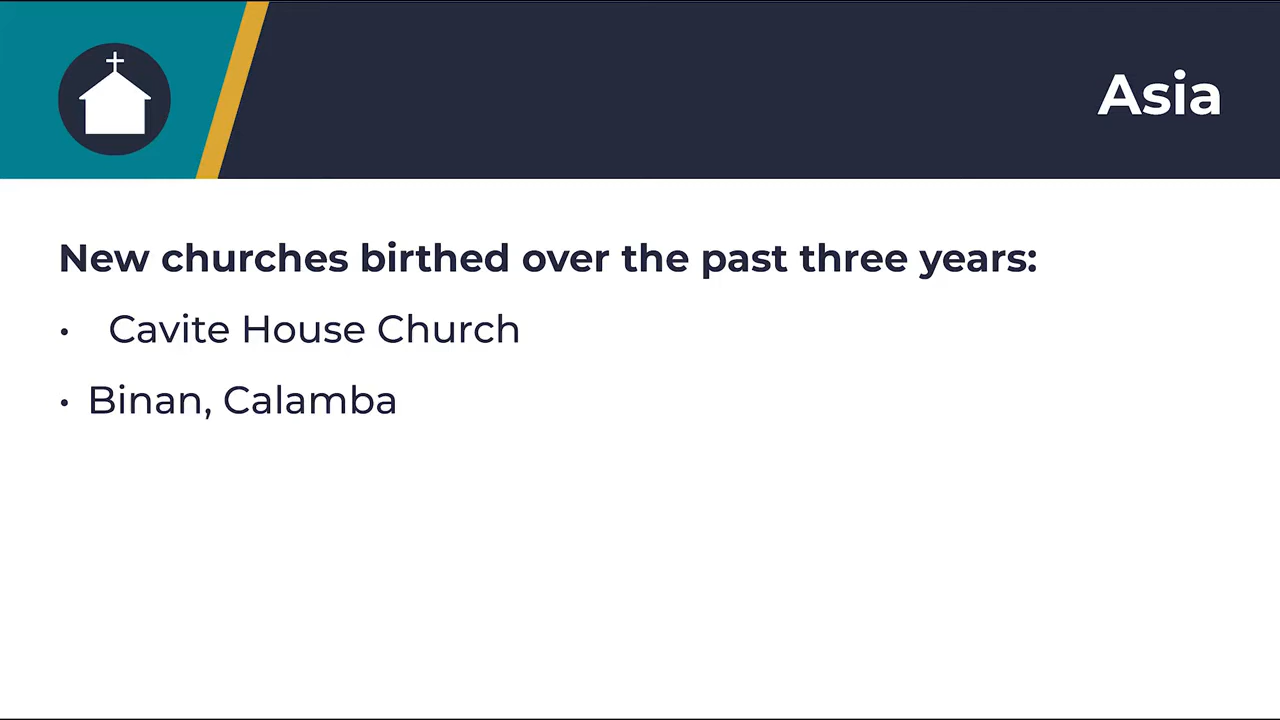 Asia
New churches birthed over the past three years:
• Cavite House Church
• Binan, Calamba